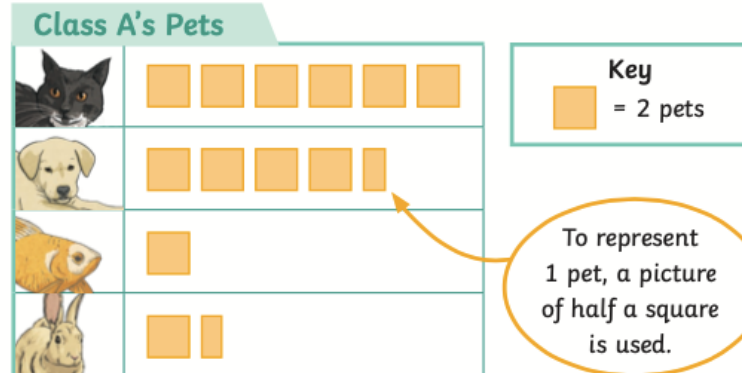 Class A's Pets
Key
= 2 pets
To represent
1 pet, a picture
of half a square
is used.